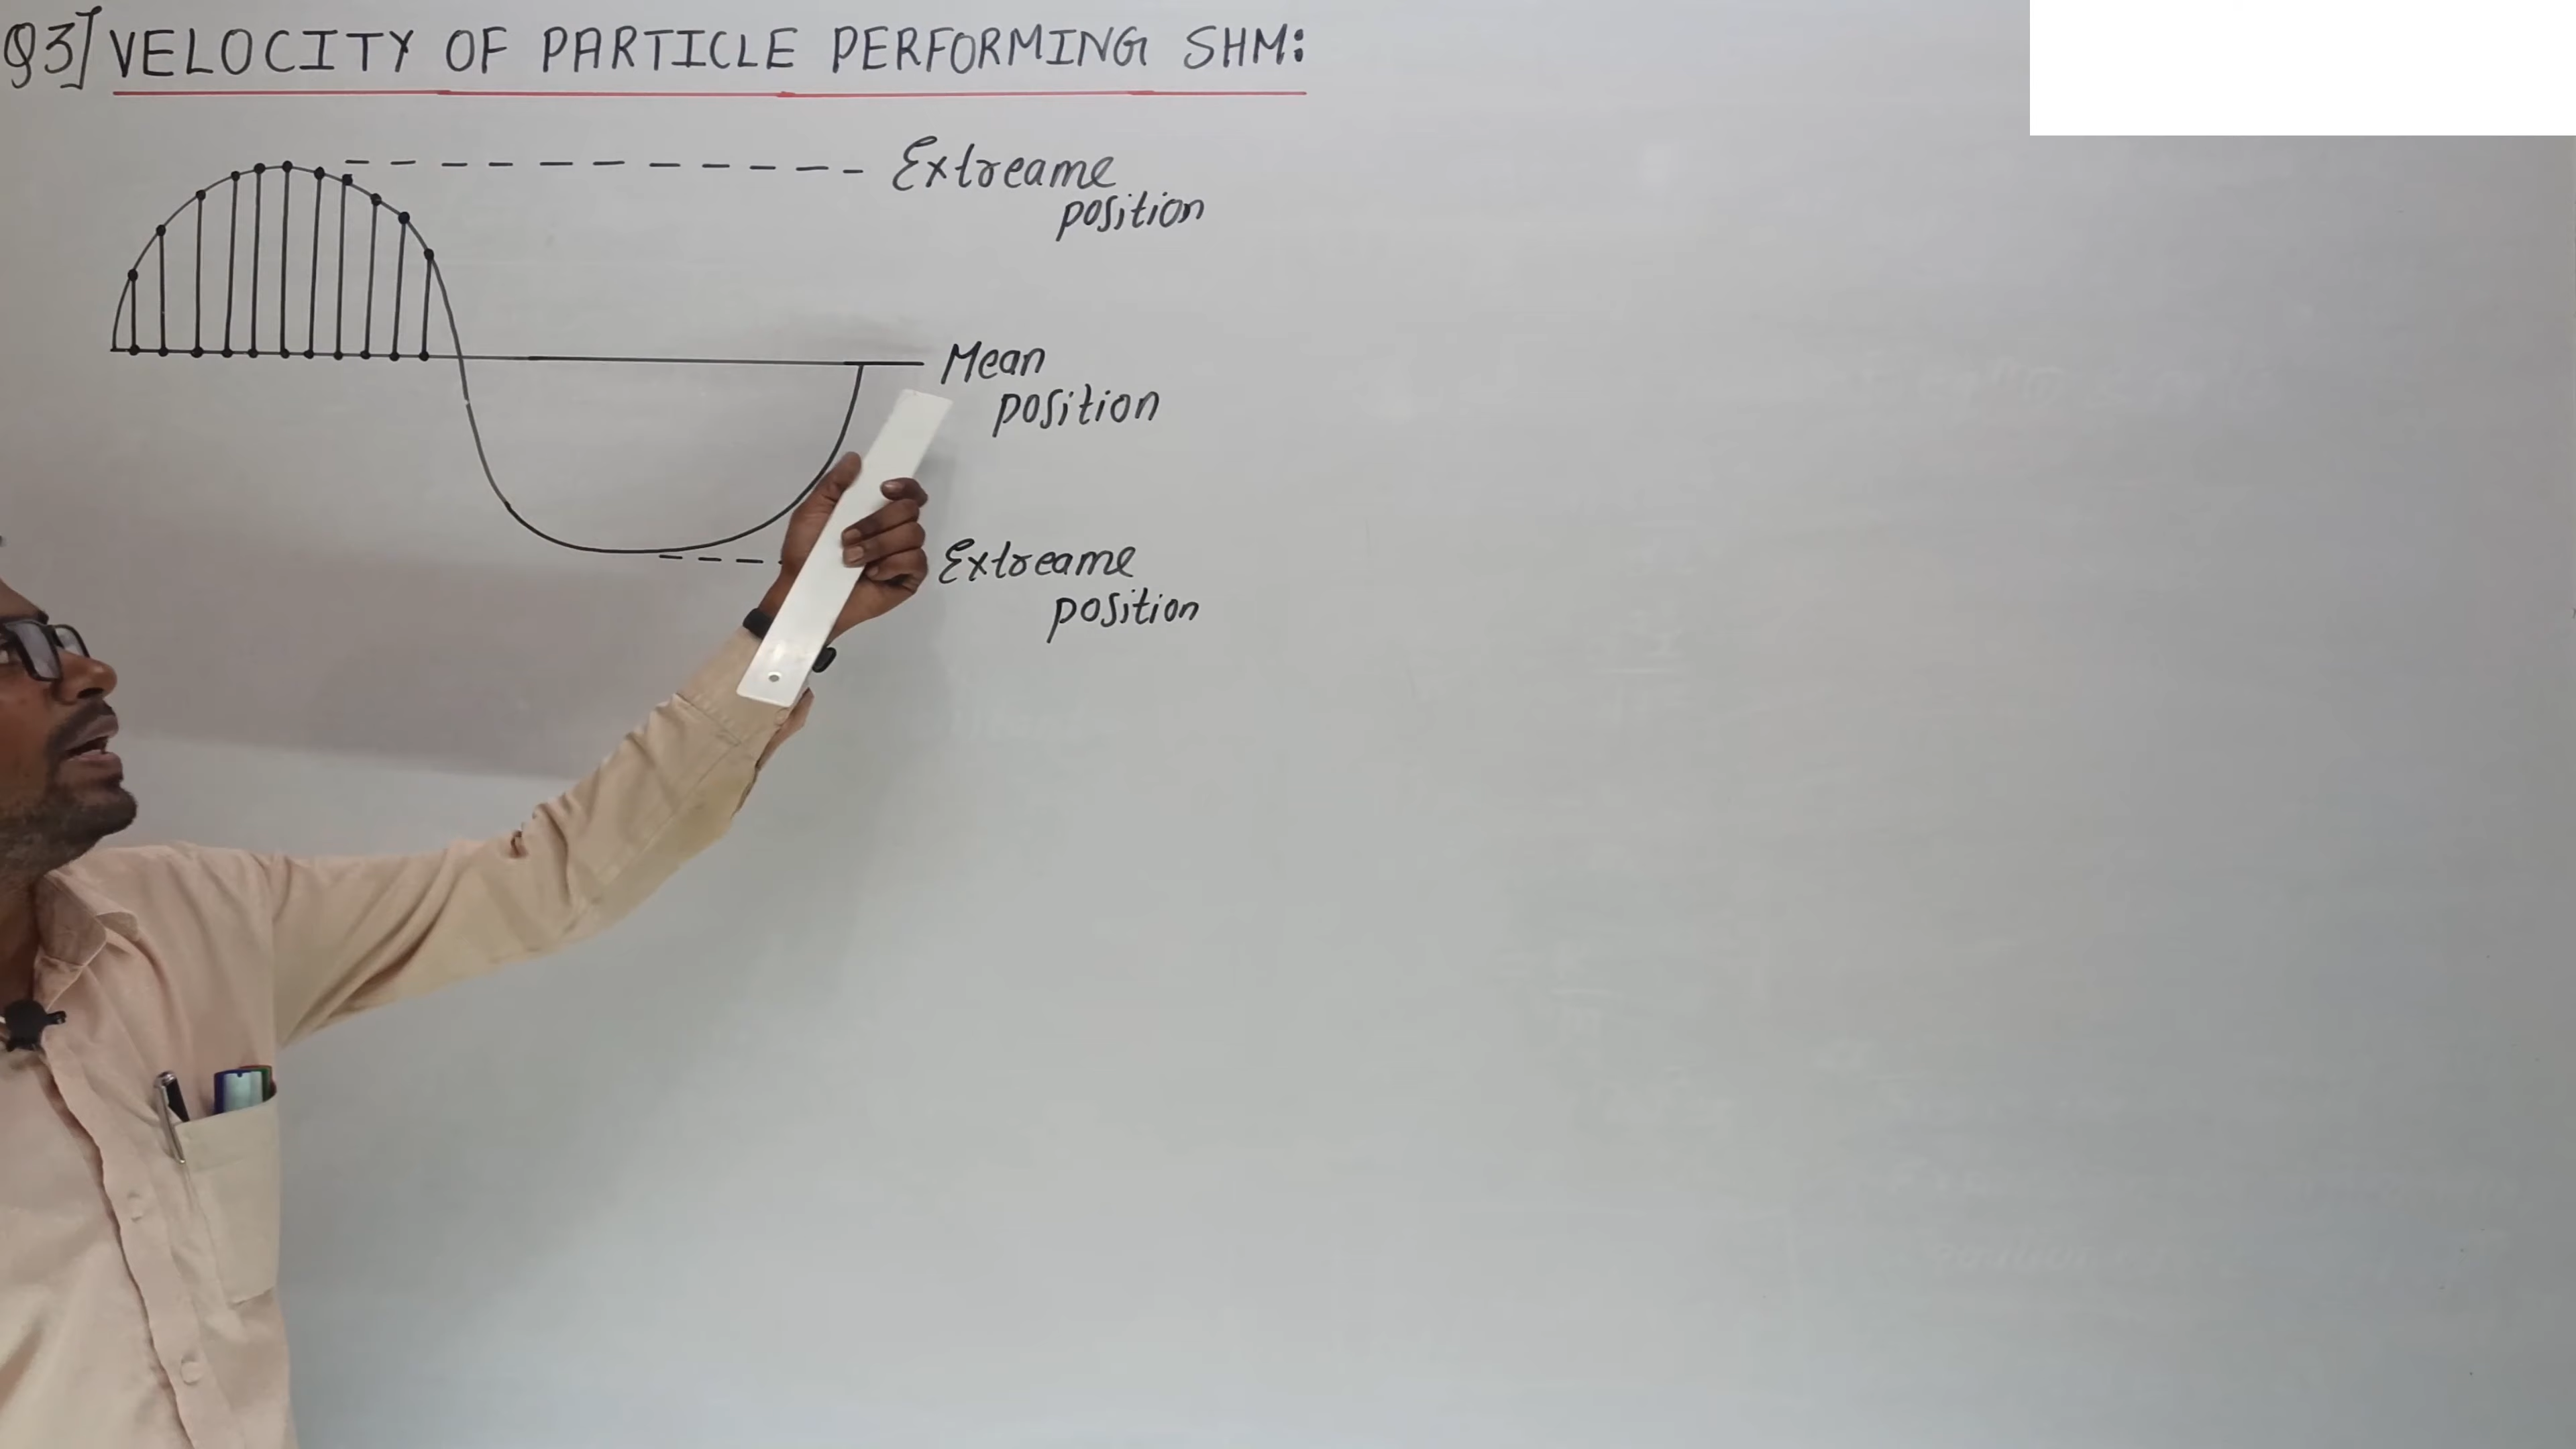 Q3] VELOCITY OF PARTICLE PERFORMING SHM:
Extreame
position
Mean
position
Extreame
position